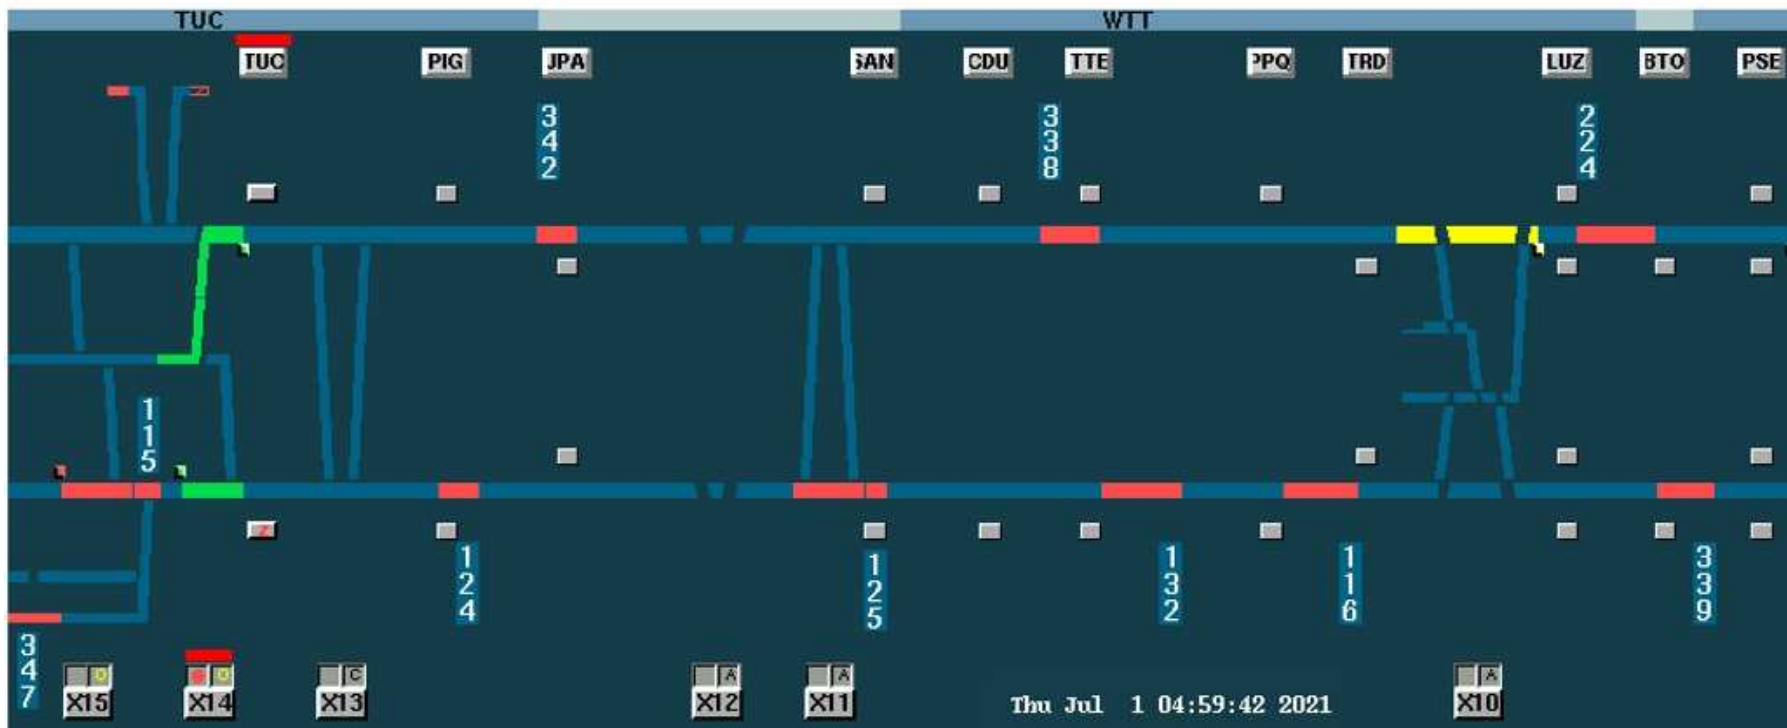 TUC WTT
TUC PIG JPA SAN CDU TTE PPQ TRD LUZ BTO PSE
342 338 224
115
124 125 132 116 339
347
O O C A A A
X15 X14 X13 X12 X11 X10
Thu Jul 1 04:59:42 2021